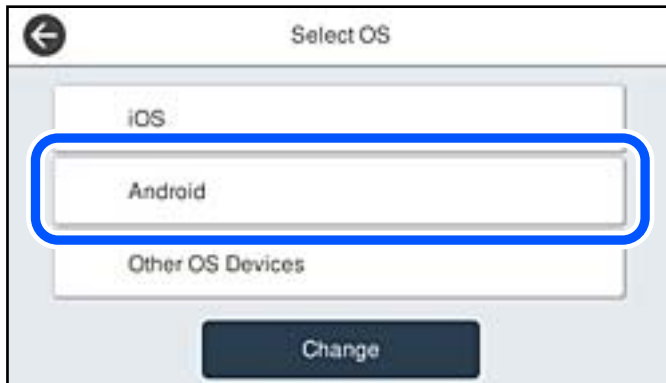 Select OS
iOS
Android
Other OS Devices
Change